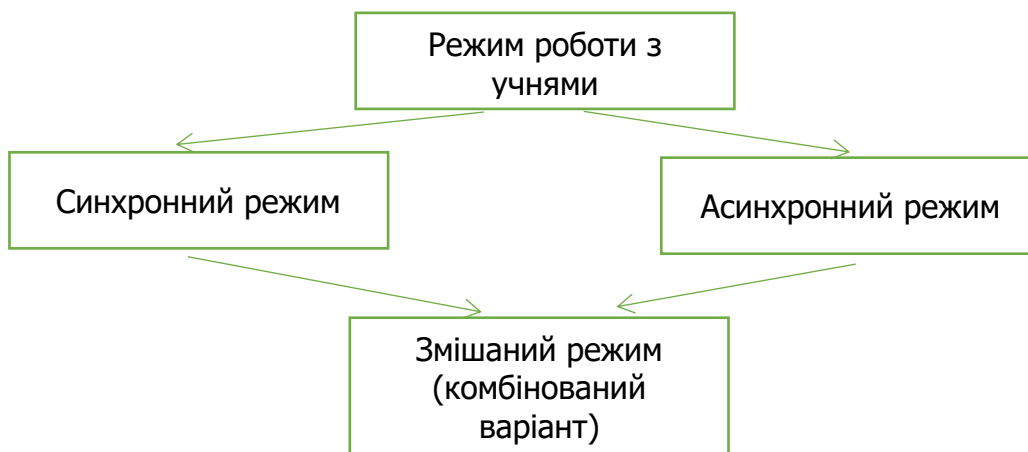 Режим роботи з
учнями
Синхронний режим
Асинхронний режим
Змішаний режим
(комбінований
варіант)